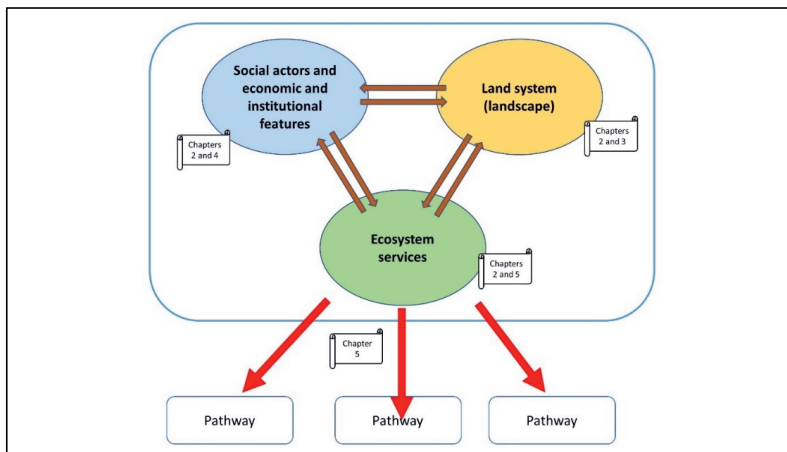 Social actors and
economic and
institutional
features
Land system
(landscape)
Chapters
2 and 4
Chapters
2 and 3
Ecosystem
services
Chapters
2 and 5
Chapter
5
Pathway
Pathway
Pathway